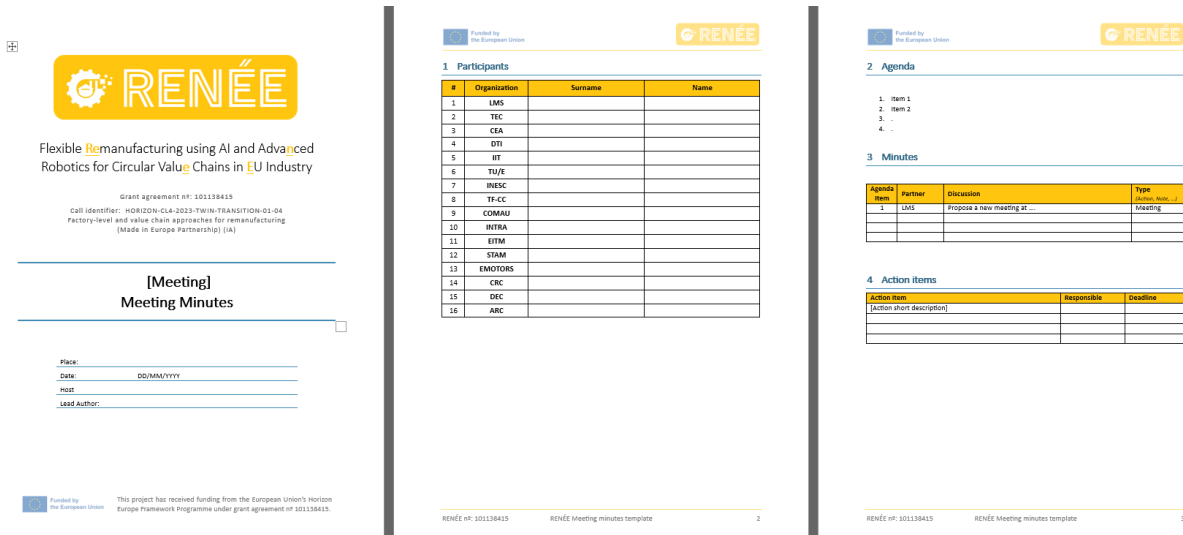 RENÉE
Flexible Remanufacturing using AI and Advanced
Robotics for Circular Value Chains in EU Industry
Grant agreement nº: 101138415
Call identifier: HORIZON-CL4-2023-TWIN-TRANSITION-01-04
Factory-level and value chain approaches for remanufacturing
(Made in Europe Partnership) (IA)
[Meeting]
Meeting Minutes
Place:
Date: DD/MM/YYYY
Host
Lead Author:
Funded by
the European Union
This project has received funding from the European Union's Horizon
Europe Framework Programme under grant agreement nº 101138415.
Funded by
the European Union
RENÉE
1 Participants
# Organization Surname Name
1 LMS
2 TEC
3 CEA
4 DTI
5 IIT
6 TU/E
7 INESC
8 TF-CC
9 COMAU
10 INTRA
11 EITM
12 STAM
13 EMOTORS
14 CRC
15 DEC
16 ARC
RENÉE nº: 101138415 RENÉE Meeting minutes template 2
Funded by
the European Union
RENÉE
2 Agenda
1. Item 1
2. Item 2
3. .
4. .
3 Minutes
Agenda Item Partner Discussion Type
(Action, Note, ...)
1 LMS Propose a new meeting at .... Meeting
4 Action items
Action Item Responsible Deadline
[Action short description]
RENÉE nº: 101138415 RENÉE Meeting minutes template